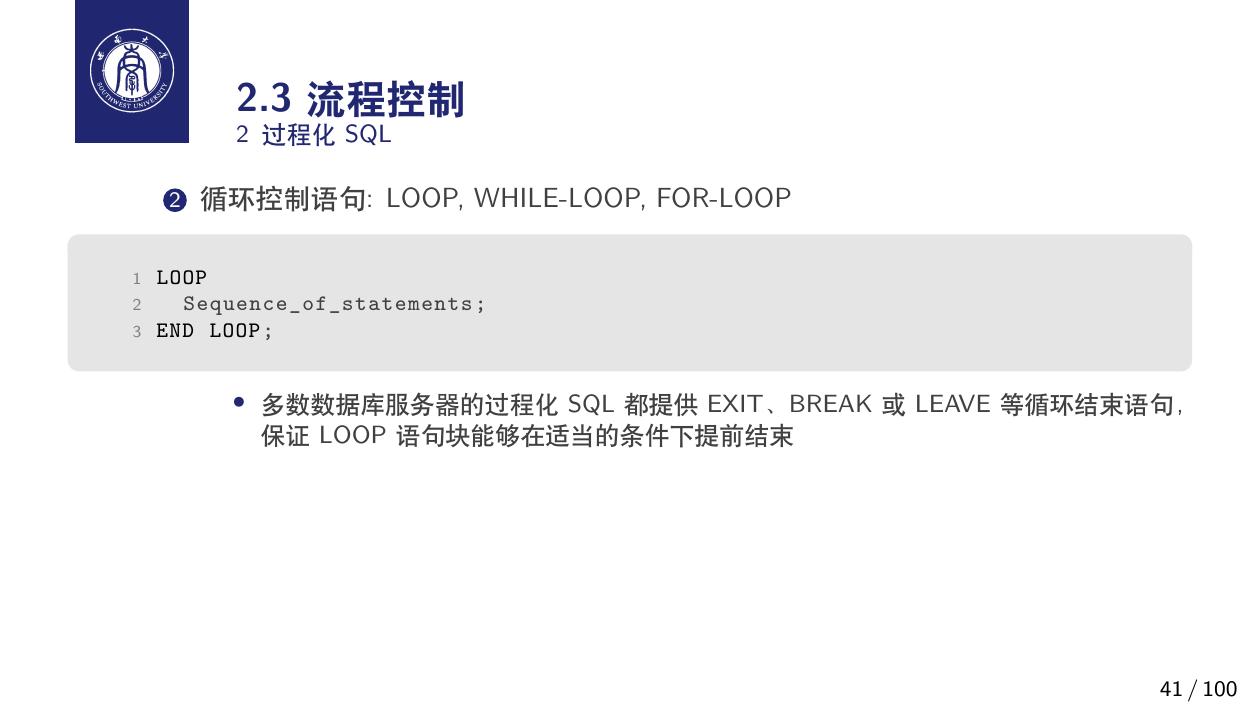 西南大学
SOUTHWEST UNIVERSITY
2.3 流程控制
2 过程化 SQL
2 循环控制语句: LOOP, WHILE-LOOP, FOR-LOOP
1 LOOP
2   Sequence_of_statements;
3 END LOOP;
• 多数数据库服务器的过程化 SQL 都提供 EXIT、BREAK 或 LEAVE 等循环结束语句,
保证 LOOP 语句块能够在适当的条件下提前结束
41 / 100